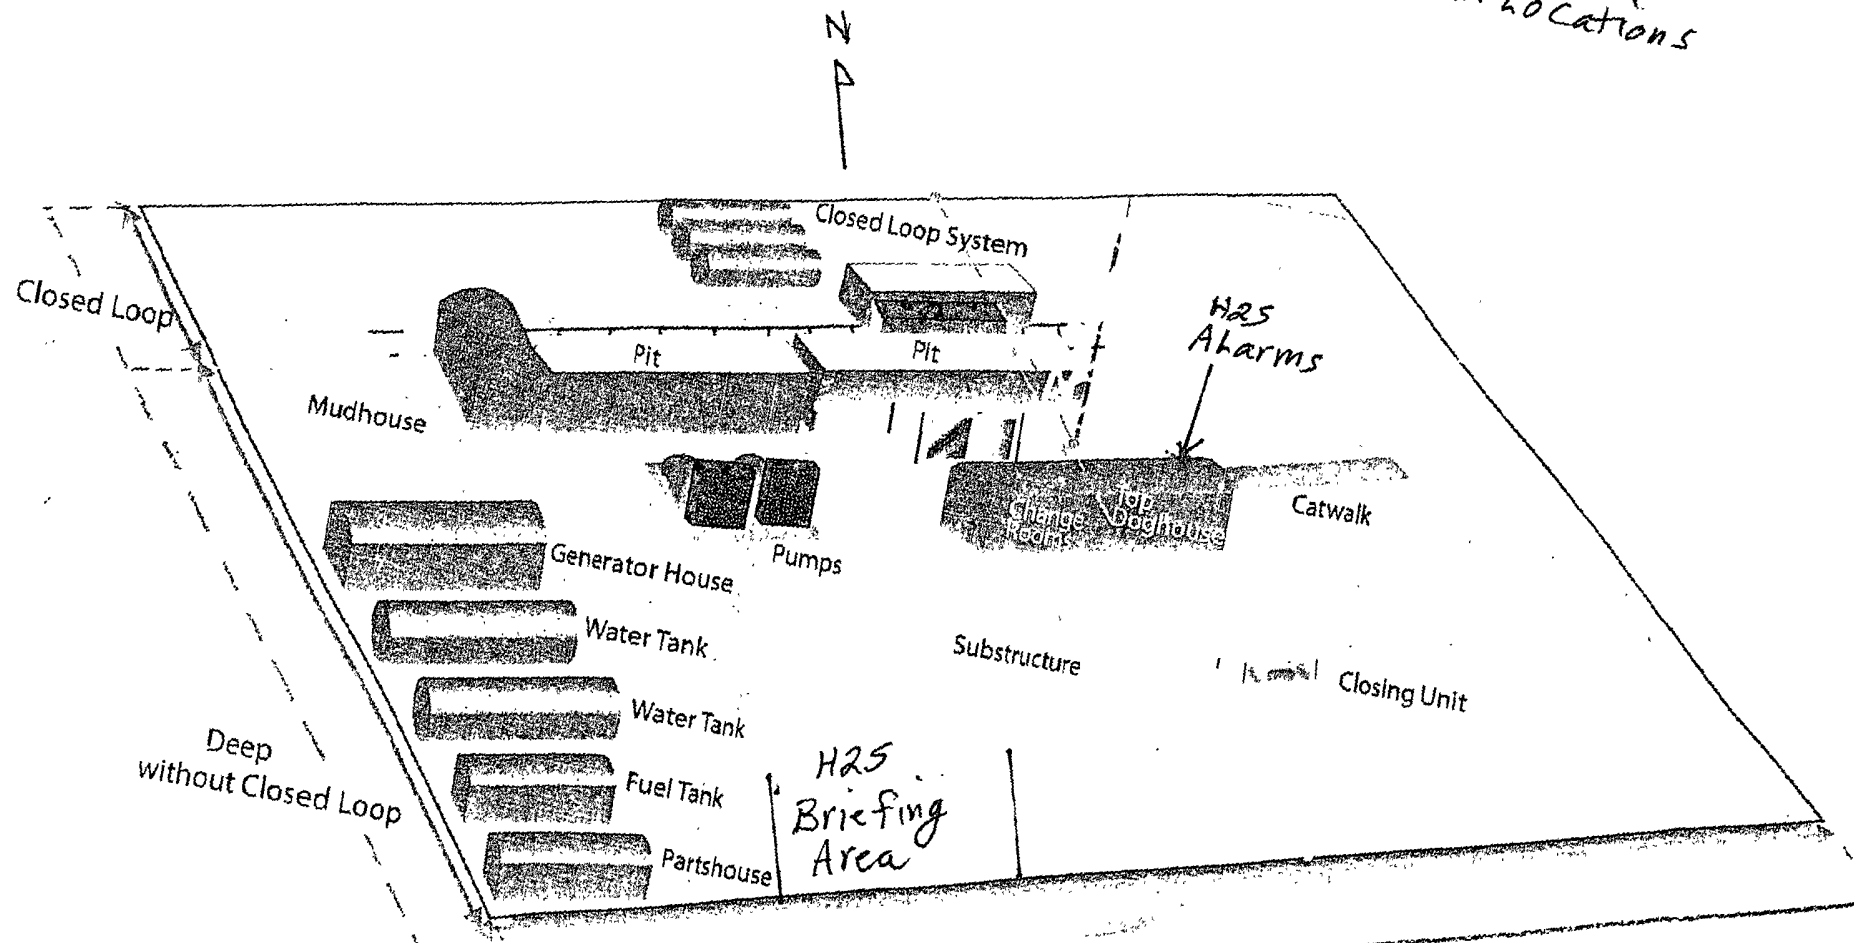 Locations
N
Closed Loop System
Closed Loop
H2S
Alarms
Pit
Pit
Mudhouse
Top
Doghouse
Change
Rooms
Catwalk
Pumps
Generator House
Water Tank
Substructure
Closing Unit
Water Tank
Deep
without Closed Loop
Fuel Tank
H2S
Briefing
Area
Partshouse